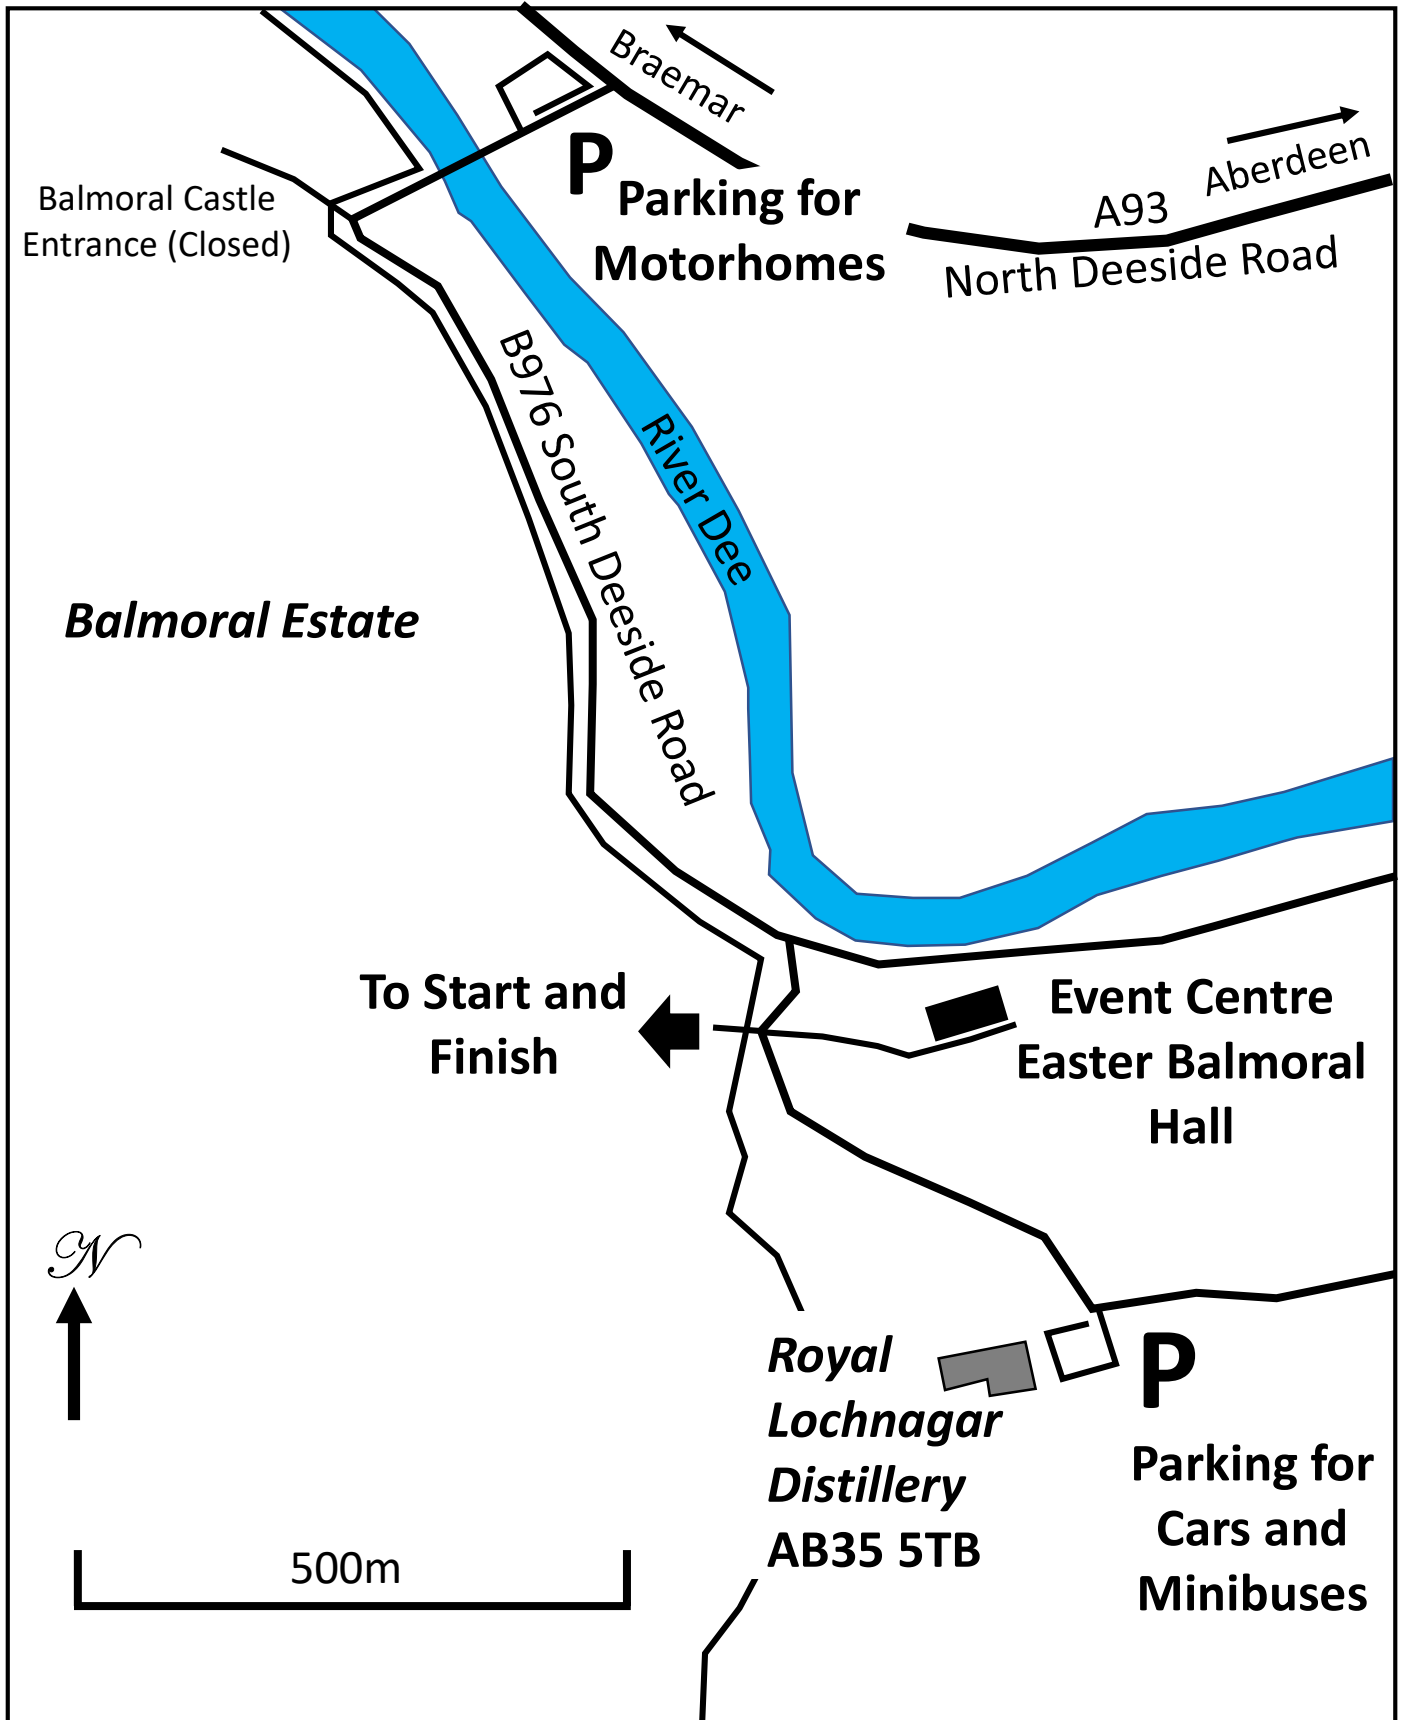 Braemar
Aberdeen
P
Parking for
Motorhomes
A93
North Deeside Road
Balmoral Castle
Entrance (Closed)
B976 South Deeside Road
River Dee
Balmoral Estate
To Start and
Finish
Event Centre
Easter Balmoral
Hall
N
Royal
Lochnagar
Distillery
AB35 5TB
P
Parking for
Cars and
Minibuses
500m